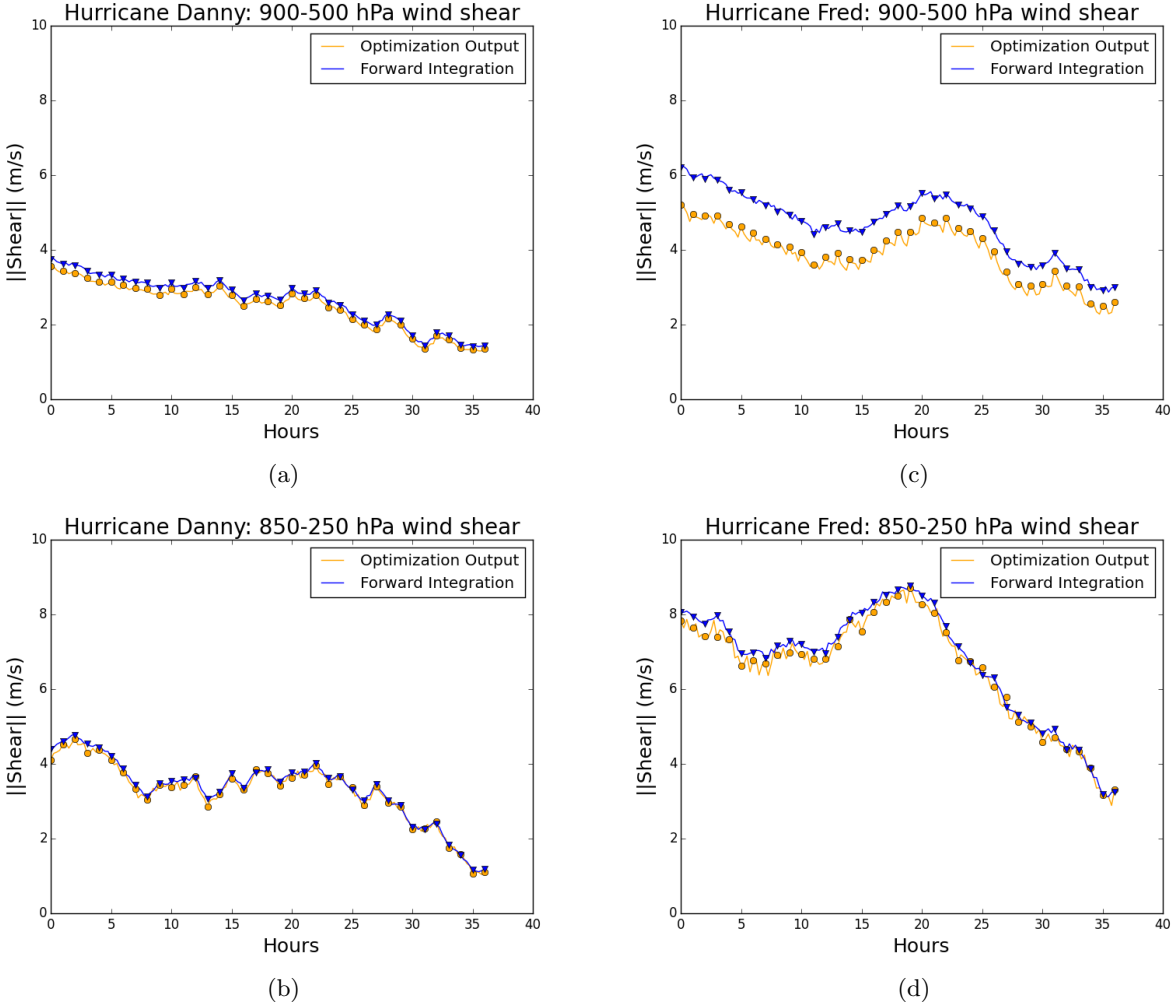 Hurricane Danny: 900-500 hPa wind shear
10
8
6
4
2
0
||Shear|| (m/s)
Optimization Output
Forward Integration
0 5 10 15 20 25 30 35 40
Hours
(a)
Hurricane Fred: 900-500 hPa wind shear
10
8
6
4
2
0
||Shear|| (m/s)
Optimization Output
Forward Integration
0 5 10 15 20 25 30 35 40
Hours
(c)
Hurricane Danny: 850-250 hPa wind shear
10
8
6
4
2
0
||Shear|| (m/s)
Optimization Output
Forward Integration
0 5 10 15 20 25 30 35 40
Hours
(b)
Hurricane Fred: 850-250 hPa wind shear
10
8
6
4
2
0
||Shear|| (m/s)
Optimization Output
Forward Integration
0 5 10 15 20 25 30 35 40
Hours
(d)